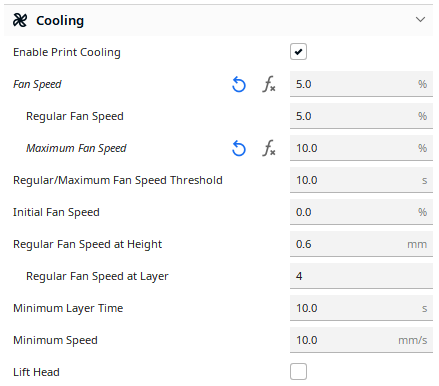 Cooling
Enable Print Cooling
Fan Speed 5.0 %
Regular Fan Speed 5.0 %
Maximum Fan Speed 10.0 %
Regular/Maximum Fan Speed Threshold 10.0 s
Initial Fan Speed 0.0 %
Regular Fan Speed at Height 0.6 mm
Regular Fan Speed at Layer 4
Minimum Layer Time 10.0 s
Minimum Speed 10.0 mm/s
Lift Head